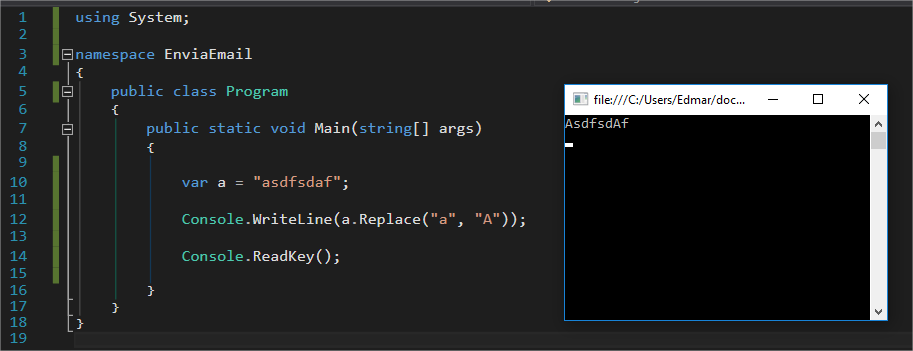 1 using System;
2
3 namespace EnviaEmail
4 {
5 public class Program
6 {
7 public static void Main(string[] args)
8 {
9
10 var a = "asdfsdaf";
11
12 Console.WriteLine(a.Replace("a", "A"));
13
14 Console.ReadKey();
15
16 }
17 }
18 }
19
file:///C:/Users/Edmar/doc...
AsdfsdAf